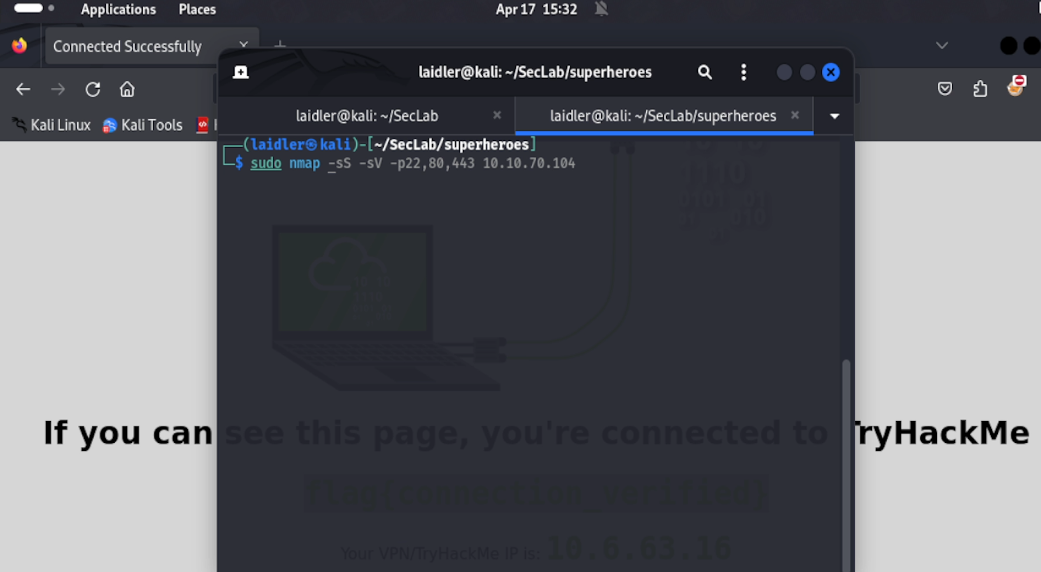 Applications Places Apr 17 15:32
Connected Successfully
laidler@kali: ~/SecLab/superheroes
Kali Linux Kali Tools
laidler@kali: ~/SecLab laidler@kali: ~/SecLab/superheroes
(laidler㉿kali)-[~/SecLab/superheroes]
$ sudo nmap -sS -sV -p22,80,443 10.10.70.104
If you can see this page, you're connected to TryHackMe
flag{connection_verified}
Your VPN/TryHackMe IP is: 10.6.63.16